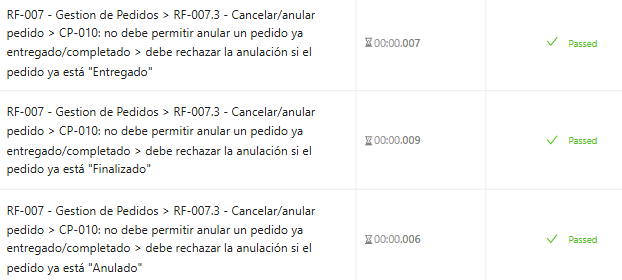 RF-007 - Gestion de Pedidos > RF-007.3 - Cancelar/anular
pedido > CP-010: no debe permitir anular un pedido ya
entregado/completado > debe rechazar la anulación si el
pedido ya está "Entregado"
00:00.007
Passed
RF-007 - Gestion de Pedidos > RF-007.3 - Cancelar/anular
pedido > CP-010: no debe permitir anular un pedido ya
entregado/completado > debe rechazar la anulación si el
pedido ya está "Finalizado"
00:00.009
Passed
RF-007 - Gestion de Pedidos > RF-007.3 - Cancelar/anular
pedido > CP-010: no debe permitir anular un pedido ya
entregado/completado > debe rechazar la anulación si el
pedido ya está "Anulado"
00:00.006
Passed